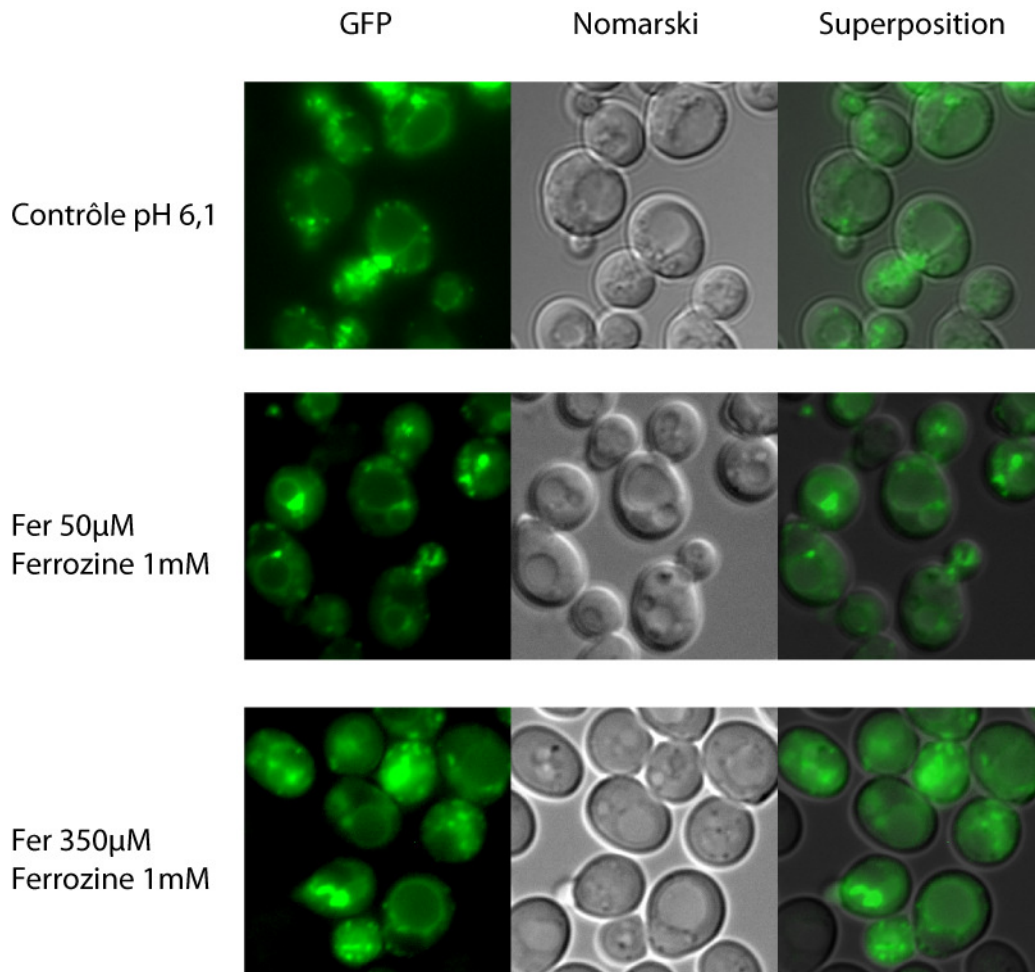 GFP
Nomarski
Superposition
Contrôle pH 6,1
Fer 50µM
Ferrozine 1mM
Fer 350µM
Ferrozine 1mM